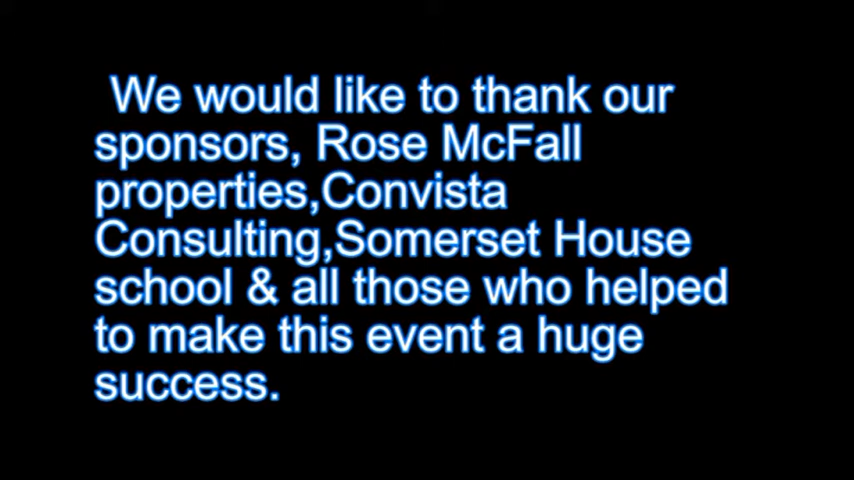 We would like to thank our
sponsors, Rose McFall
properties,Convista
Consulting,Somerset House
school & all those who helped
to make this event a huge
success.